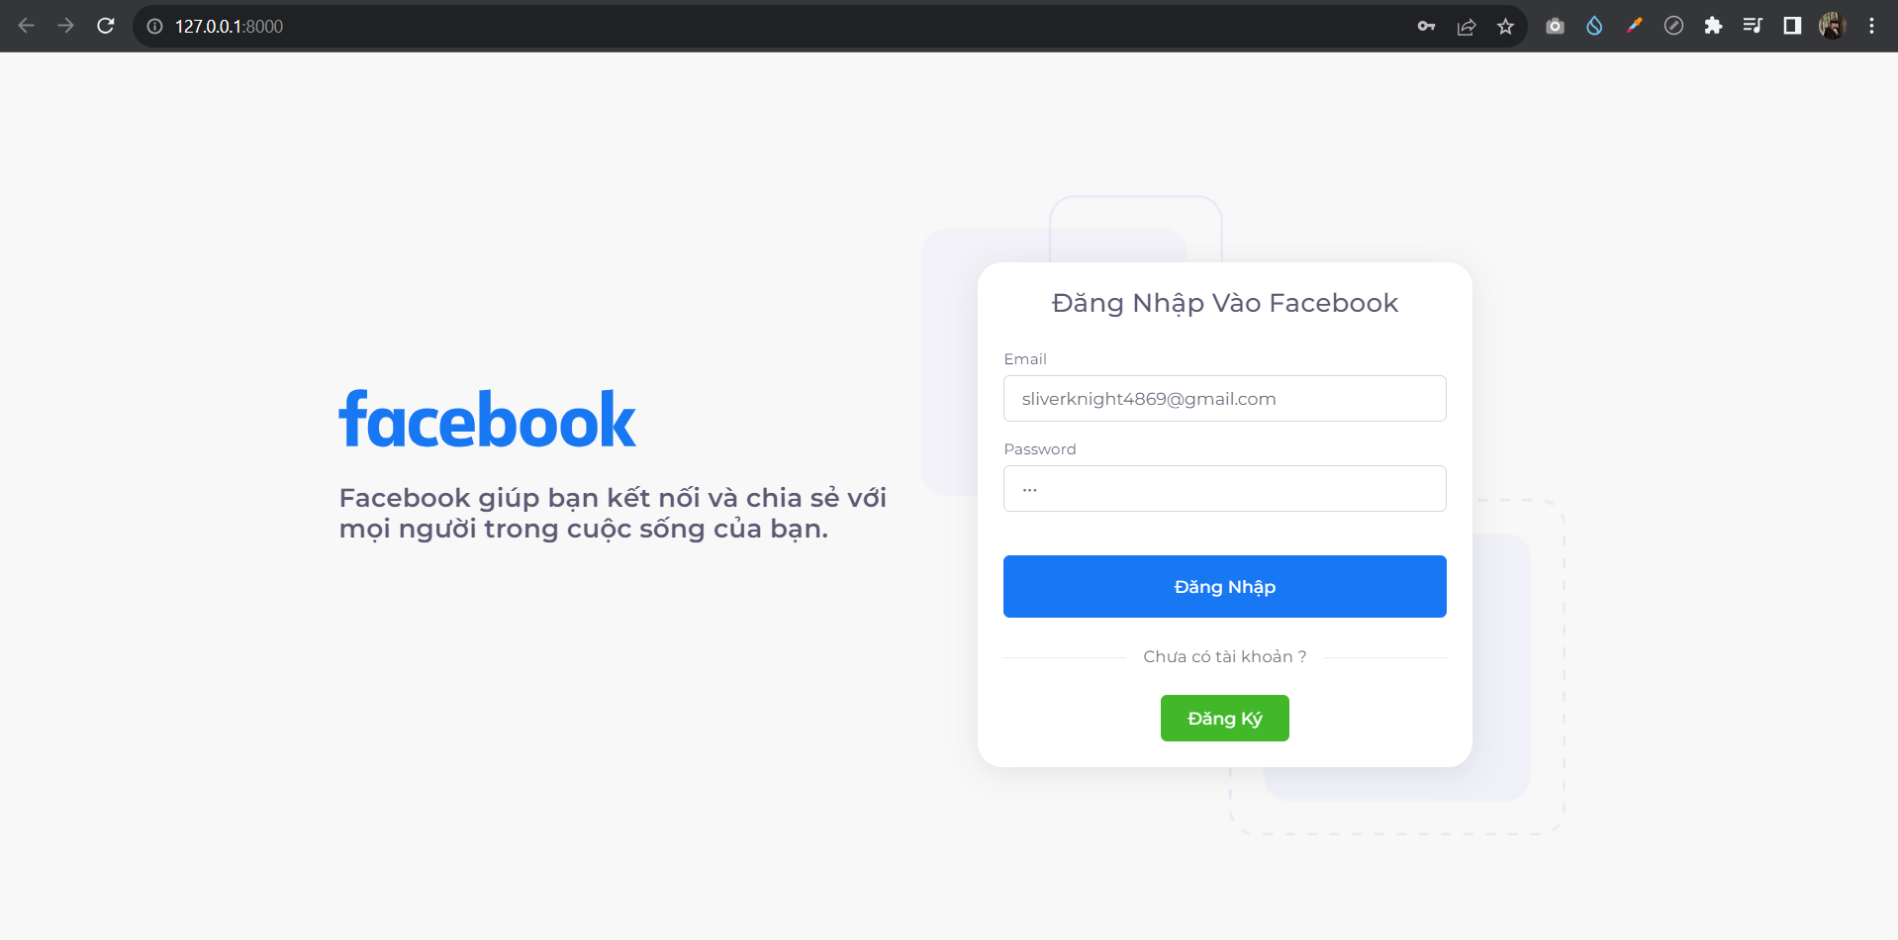 127.0.0.1:8000
facebook
Facebook giúp bạn kết nối và chia sẻ với
mọi người trong cuộc sống của bạn.
Đăng Nhập Vào Facebook
Email
sliverknight4869@gmail.com
Password
Đăng Nhập
Chưa có tài khoản ?
Đăng Ký